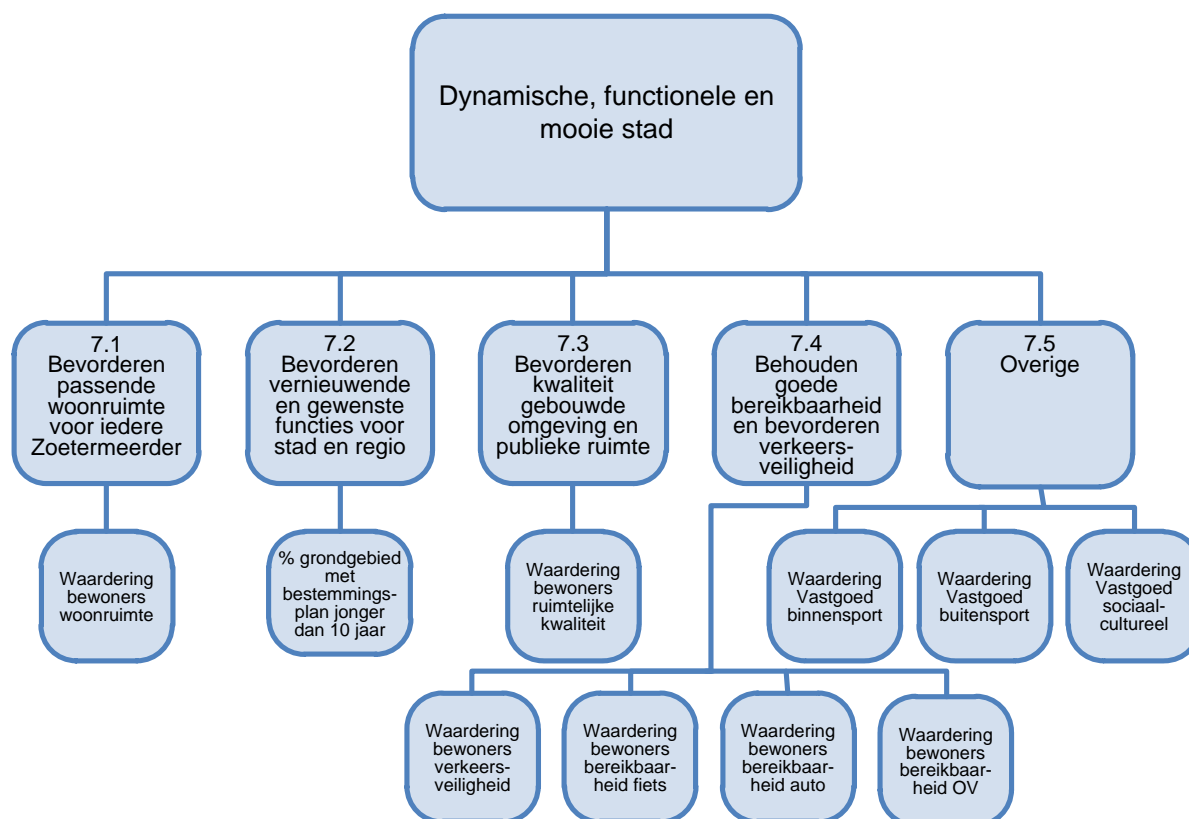 Dynamische, functionele en
mooie stad
7.1
Bevorderen
passende
woonruimte
voor iedere
Zoetermeerder
7.2
Bevorderen
vernieuwende
en gewenste
functies voor
stad en regio
7.3
Bevorderen
kwaliteit
gebouwde
omgeving en
publieke ruimte
7.4
Behouden
goede
bereikbaarheid
en bevorderen
verkeers-
veiligheid
7.5
Overige
Waardering
bewoners
woonruimte
% grondgebied
met
bestemmings-
plan jonger
dan 10 jaar
Waardering
bewoners
ruimtelijke
kwaliteit
Waardering
Vastgoed
binnensport
Waardering
Vastgoed
buitensport
Waardering
Vastgoed
sociaal-
cultureel
Waardering
bewoners
verkeers-
veiligheid
Waardering
bewoners
bereikbaar-
heid fiets
Waardering
bewoners
bereikbaar-
heid auto
Waardering
bewoners
bereikbaar-
heid OV